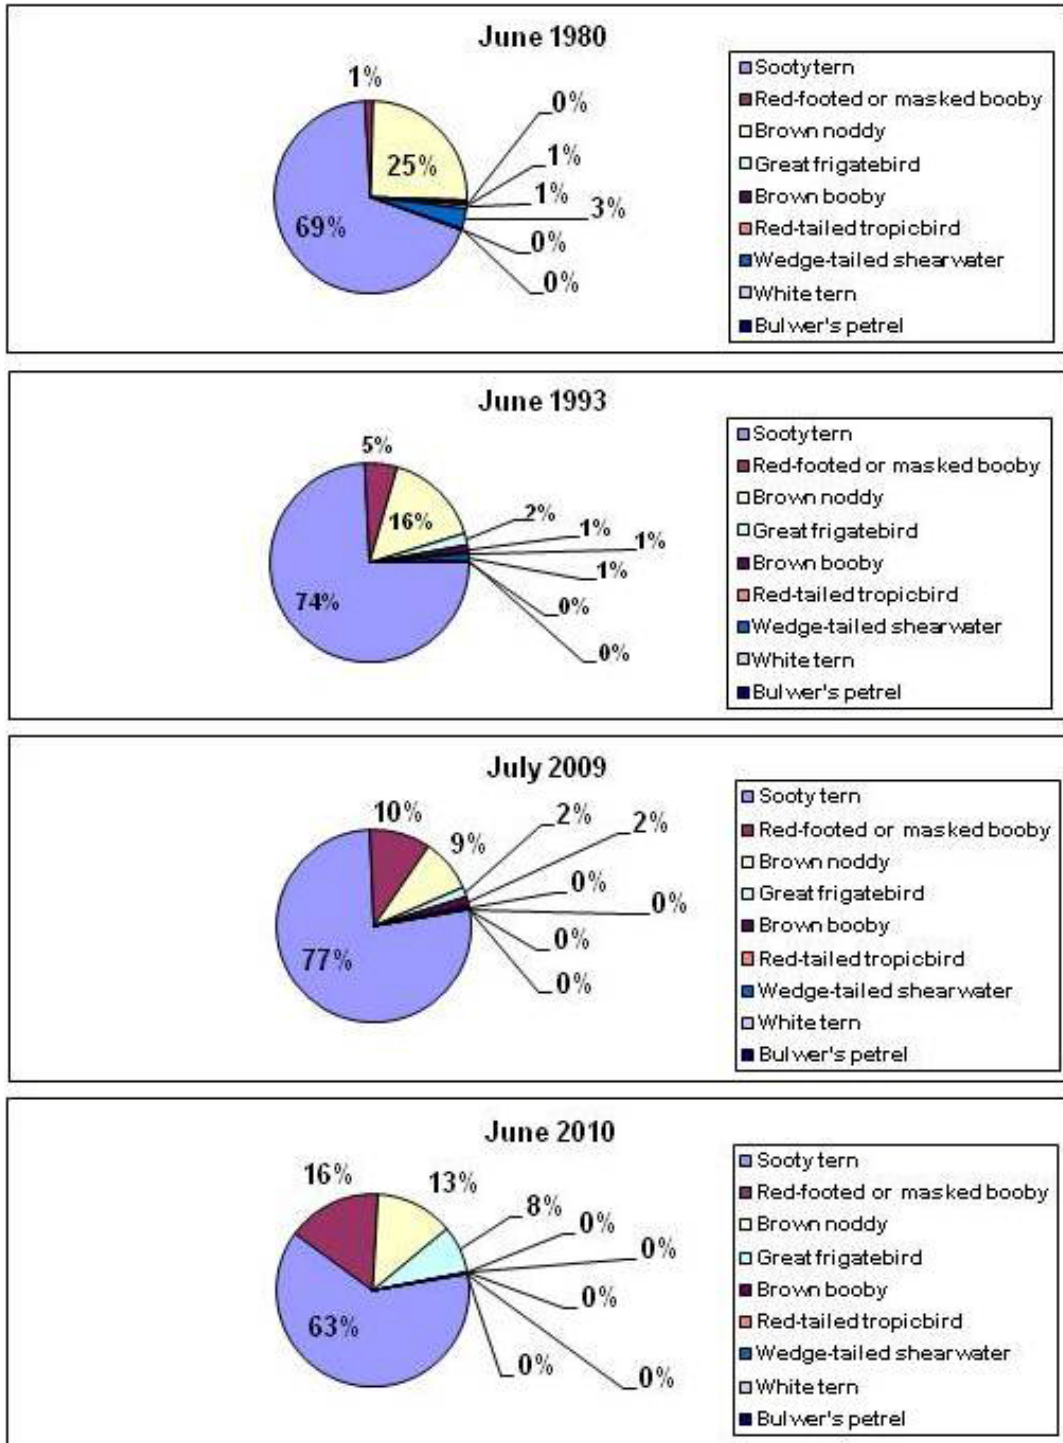 June 1980
1%
25%
69%
0%
1%
1%
3%
0%
0%
Sooty tern
Red-footed or masked booby
Brown noddy
Great frigatebird
Brown booby
Red-tailed tropicbird
Wedge-tailed shearwater
White tern
Bulwer's petrel
June 1993
5%
16%
74%
2%
1%
1%
1%
0%
0%
Sooty tern
Red-footed or masked booby
Brown noddy
Great frigatebird
Brown booby
Red-tailed tropicbird
Wedge-tailed shearwater
White tern
Bulwer's petrel
July 2009
10%
9%
77%
2%
2%
0%
0%
0%
0%
Sooty tern
Red-footed or masked booby
Brown noddy
Great frigatebird
Brown booby
Red-tailed tropicbird
Wedge-tailed shearwater
White tern
Bulwer's petrel
June 2010
16%
13%
63%
8%
0%
0%
0%
0%
0%
Sooty tern
Red-footed or masked booby
Brown noddy
Great frigatebird
Brown booby
Red-tailed tropicbird
Wedge-tailed shearwater
White tern
Bulwer's petrel